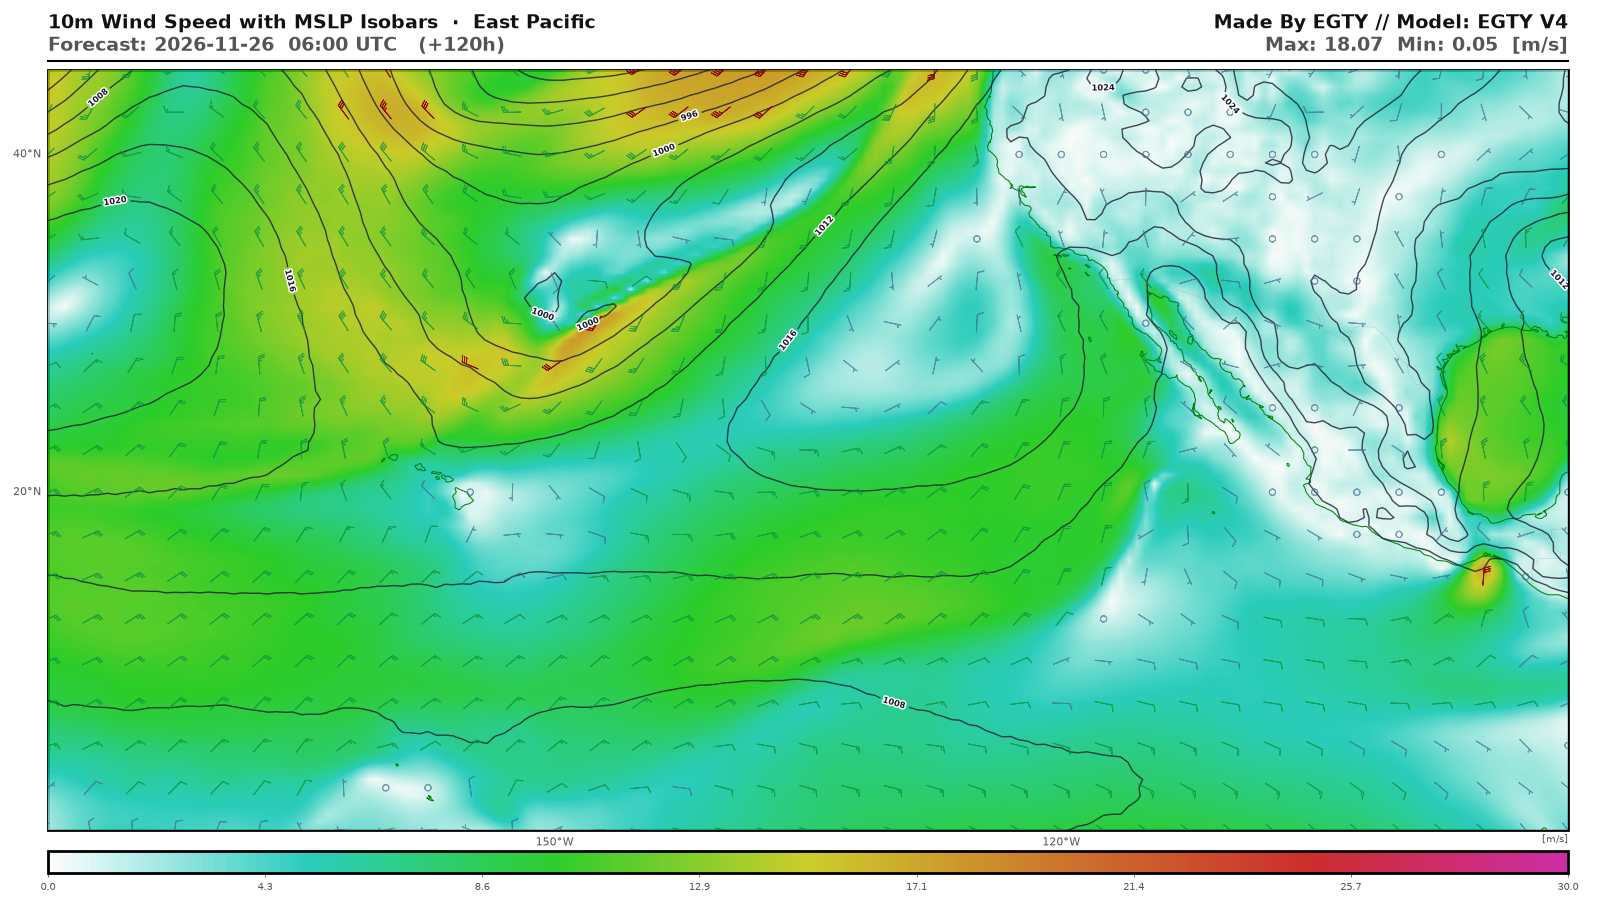 10m Wind Speed with MSLP Isobars · East Pacific
Made By EGTY // Model: EGTY V4
Forecast: 2026-11-26 06:00 UTC (+120h)
Max: 18.07 Min: 0.05 [m/s]
1008
1024
1024
996
1000
40°N
1020
1012
1016
1012
1000
1000
1016
20°N
1008
150°W
120°W
[m/s]
0.0
4.3
8.6
12.9
17.1
21.4
25.7
30.0